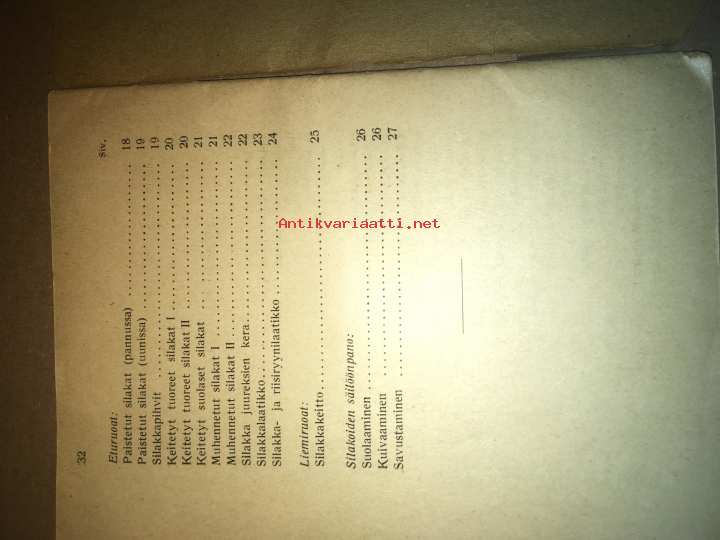 32
Siv.
Eturuoat:
Paistetut silakat (pannussa) 18
Paistetut silakat (uunissa) 19
Silakkapihvit 19
Keitetyt tuoreet silakat I 20
Keitetyt tuoreet silakat II 20
Keitetyt suolaset silakat 21
Muhennetut silakat I 21
Muhennetut silakat II 22
Silakka juureksien kera 22
Silakkalaatikko 23
Silakka- ja riisiryynilaatikko 24
Liemiruoat:
Silakkakeitto 25
Silakoiden säilöönpano:
Suolaaminen 26
Kuivaaminen 26
Savustaminen 27
Antikvariaatti.net